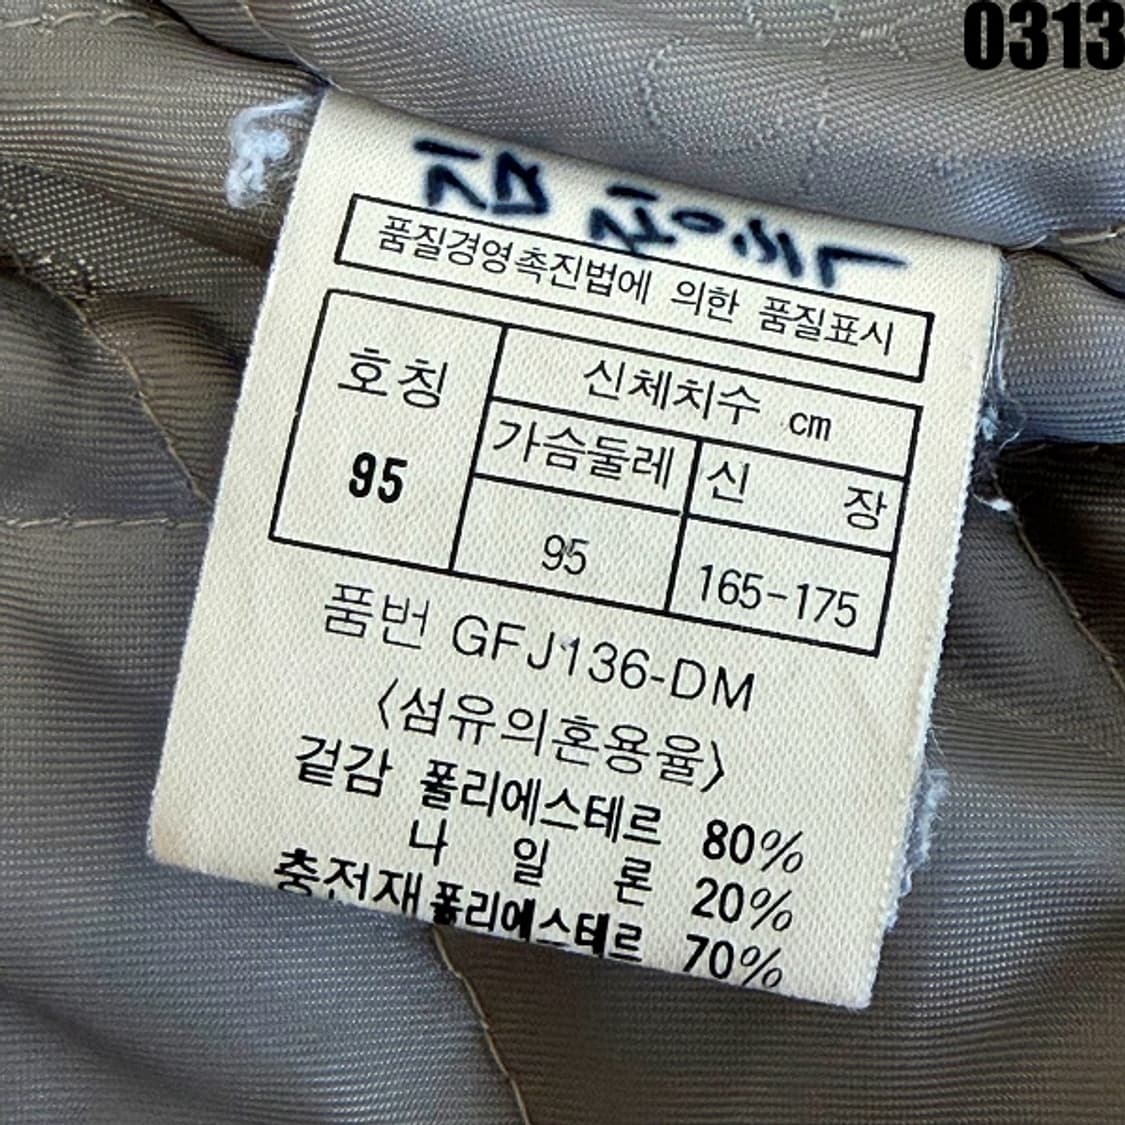 0313
품질경영촉진법에 의한 품질표시
호칭 신체치수 cm
가슴둘레 신 장
95 95 165-175
품번 GFJ136-DM
〈섬유의혼용율〉
겉감 폴리에스테르 80%
나 일 론 20%
충전재 폴리에스테르 70%